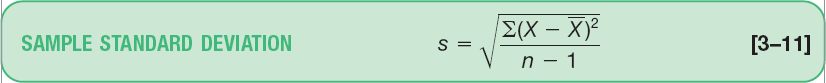 SAMPLE STANDARD DEVIATION s = √(Σ(X − X̄)² / (n − 1)) [3–11]